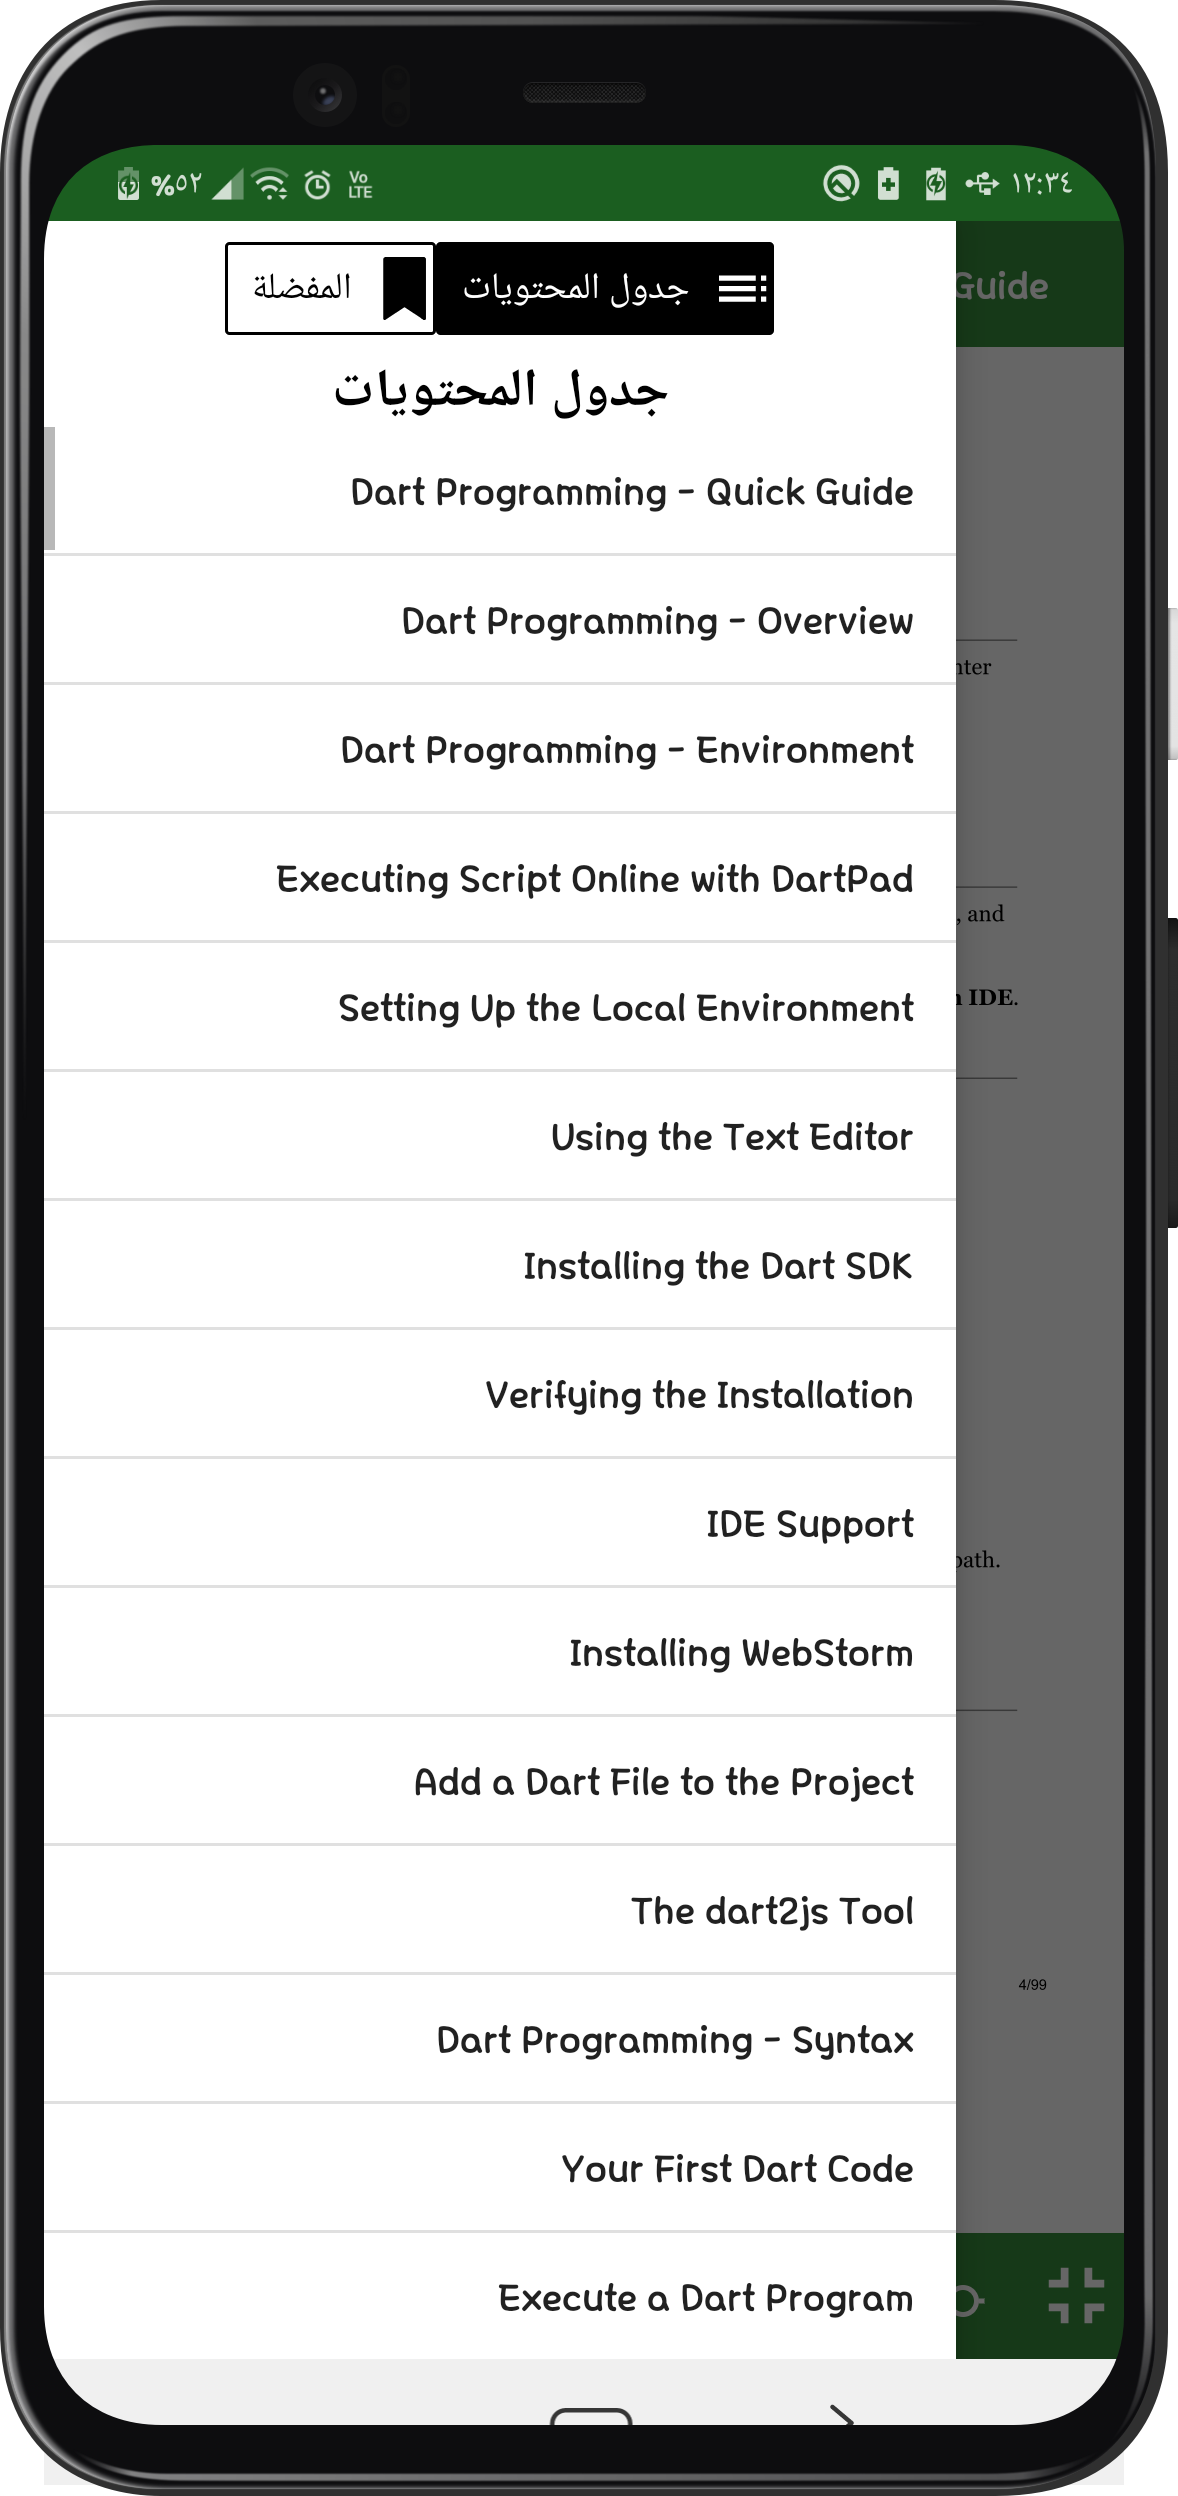 %٥٢
Vo
LTE
١٢:٣٤
Guide
جدول المحتويات
المفضلة
جدول المحتويات
Dart Programming - Quick Guide
Dart Programming - Overview
Dart Programming - Environment
Executing Script Online with DartPad
, and
Setting Up the Local Environment
IDE.
Using the Text Editor
Installing the Dart SDK
Verifying the Installation
IDE Support
Installing WebStorm
Add a Dart File to the Project
The dart2js Tool
4/99
Dart Programming - Syntax
Your First Dart Code
Execute a Dart Program